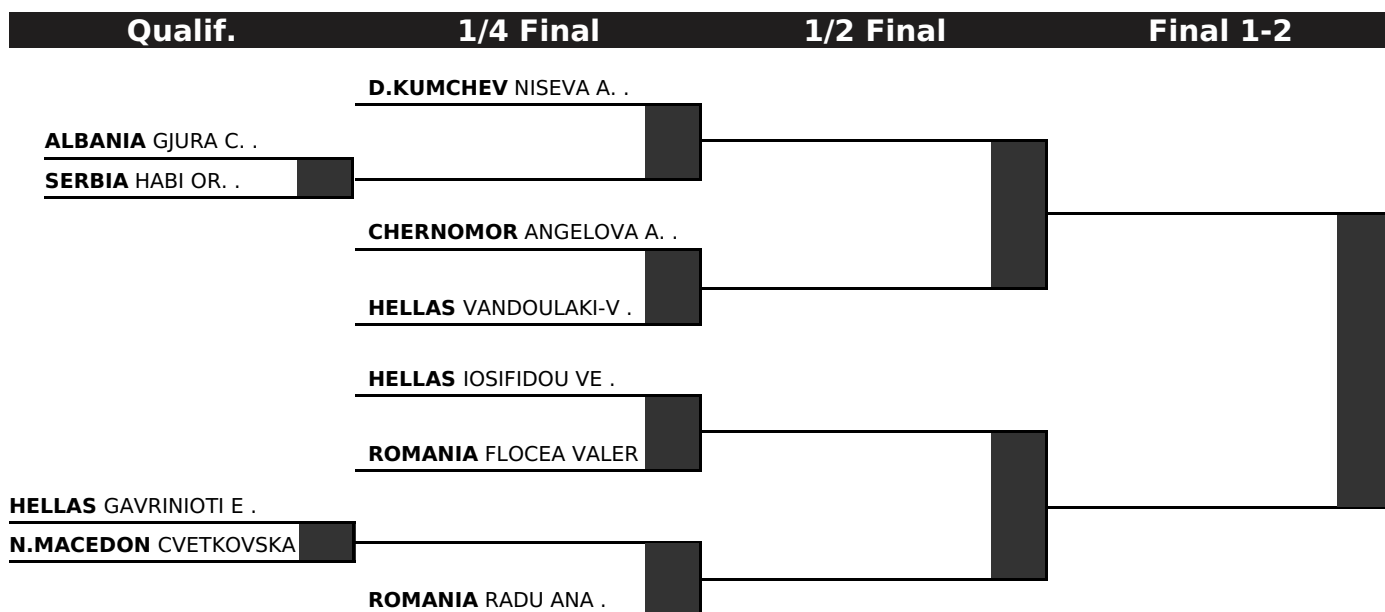 Qualif. 1/4 Final 1/2 Final Final 1-2
D.KUMCHEV NISEVA A. .
ALBANIA GJURA C. .
SERBIA HABI OR. .
CHERNOMOR ANGELOVA A. .
HELLAS VANDOULAKI-V .
HELLAS IOSIFIDOU VE .
ROMANIA FLOCEA VALER
HELLAS GAVRINIOTI E .
N.MACEDON CVETKOVSKA
ROMANIA RADU ANA .